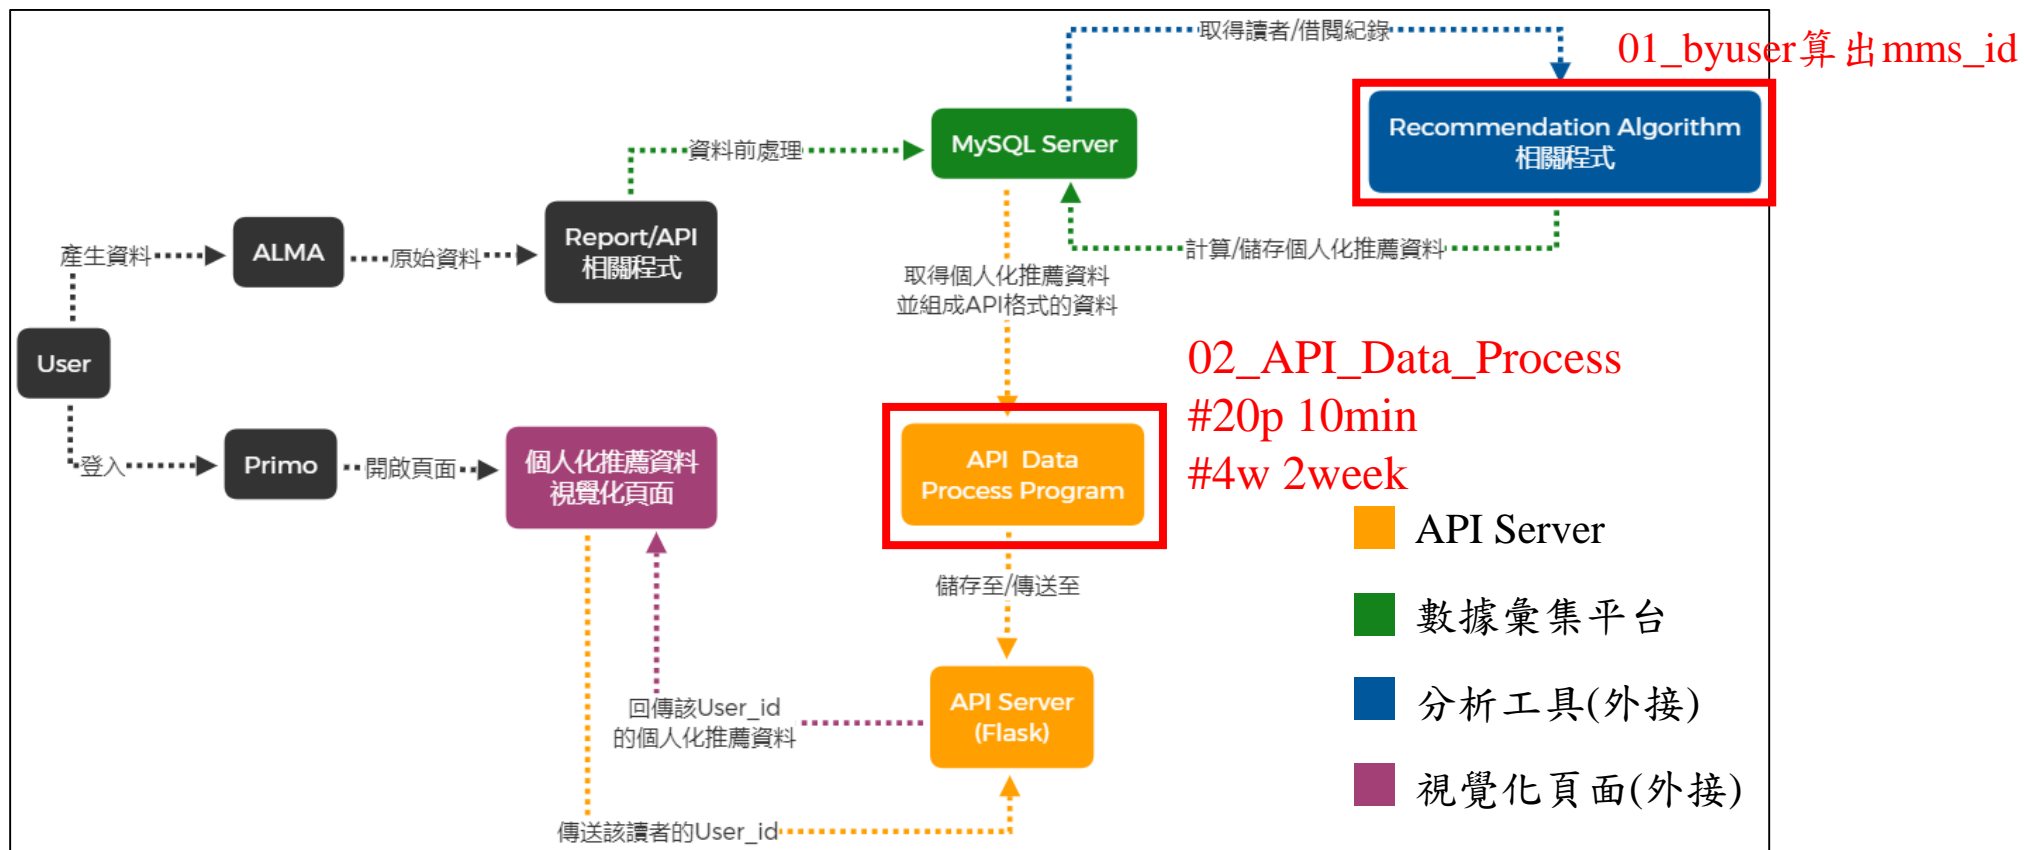 取得讀者/借閱紀錄
01_byuser算出mms_id
Recommendation Algorithm
相關程式
資料前處理
MySQL Server
計算/儲存個人化推薦資料
產生資料
ALMA
原始資料
Report/API
相關程式
取得個人化推薦資料
並組成API格式的資料
User
02_API_Data_Process
#20p 10min
#4w 2week
登入
Primo
開啟頁面
個人化推薦資料
視覺化頁面
API Data
Process Program
API Server
儲存至/傳送至
數據彙集平台
回傳該User_id
的個人化推薦資料
API Server
(Flask)
分析工具(外接)
視覺化頁面(外接)
傳送該讀者的User_id